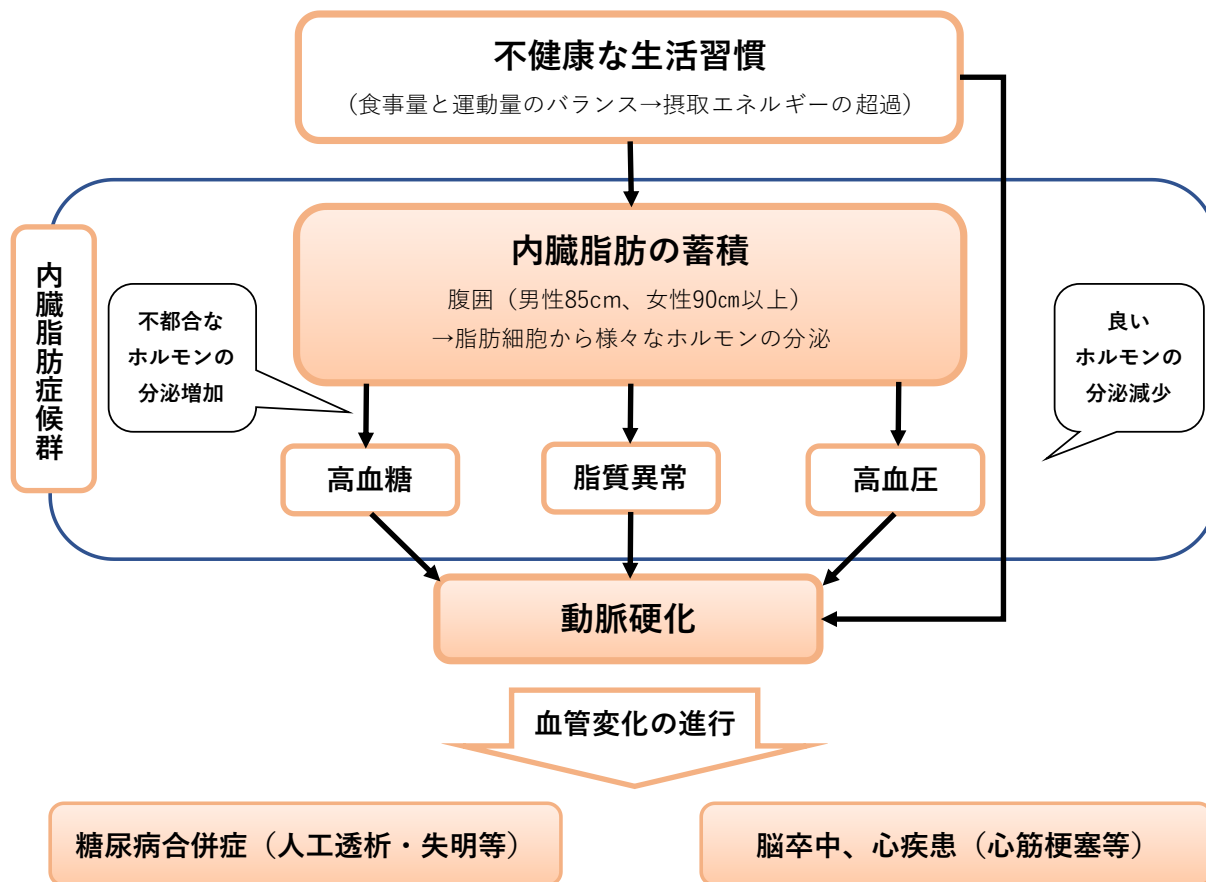 不健康な生活習慣
（食事量と運動量のバランス→摂取エネルギーの超過）
内臓脂肪症候群
内臓脂肪の蓄積
腹囲（男性85cm、女性90㎝以上）
→脂肪細胞から様々なホルモンの分泌
不都合な
ホルモンの
分泌増加
良い
ホルモンの
分泌減少
高血糖
脂質異常
高血圧
動脈硬化
血管変化の進行
糖尿病合併症（人工透析・失明等）
脳卒中、心疾患（心筋梗塞等）